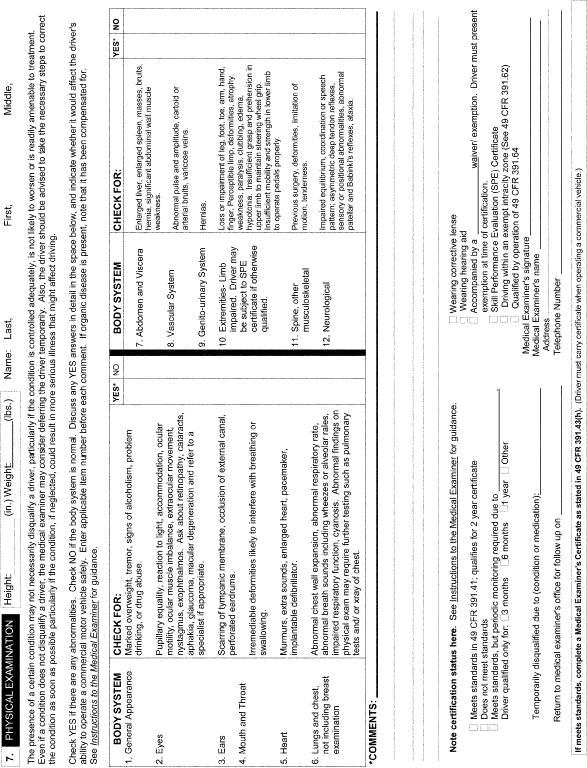 7. PHYSICAL EXAMINATION Height: (in.) Weight: (lbs.) Name: Last, First, Middle,
The presence of a certain condition may not necessarily disqualify a driver, particularly if the condition is controlled adequately, is not likely to worsen or is readily amenable to treatment.
Even if a condition does not disqualify a driver, the medical examiner may consider deferring the driver temporarily. Also, the driver should be advised to take the necessary steps to correct
the condition as soon as possible particularly if the condition, if neglected, could result in more serious illness that might affect driving.
Check YES if there are any abnormalities. Check NO if the body system is normal. Discuss any YES answers in detail in the space below, and indicate whether it would affect the driver's
ability to operate a commercial motor vehicle safely. Enter applicable item number before each comment. If organic disease is present, note that it has been compensated for.
See Instructions to the Medical Examiner for guidance.
BODY SYSTEM CHECK FOR: YES* NO
1. General Appearance Marked overweight, tremor, signs of alcoholism, problem
drinking, or drug abuse.
2. Eyes Pupillary equality, reaction to light, accommodation, ocular
motility, ocular muscle imbalance, extraocular movement,
nystagmus, exophthalmos. Ask about retinopathy, cataracts,
aphakia, glaucoma, macular degeneration and refer to a
specialist if appropriate.
3. Ears Scarring of tympanic membrane, occlusion of external canal,
perforated eardrums.
4. Mouth and Throat Irremediable deformities likely to interfere with breathing or
swallowing.
5. Heart Murmurs, extra sounds, enlarged heart, pacemaker,
implantable defibrillator.
6. Lungs and chest, Abnormal chest wall expansion, abnormal respiratory rate,
not including breast abnormal breath sounds including wheezes or alveolar rales,
examination impaired respiratory function, cyanosis. Abnormal findings on
physical exam may require further testing such as pulmonary
tests and/ or xray of chest.
BODY SYSTEM CHECK FOR: YES* NO
7. Abdomen and Viscera Enlarged liver, enlarged spleen, masses, bruits,
hernia, significant abdominal wall muscle
weakness.
8. Vascular System Abnormal pulse and amplitude, cartoid or
arterial bruits, varicose veins.
9. Genito-urinary System Hernias.
10. Extremities- Limb Loss or impairment of leg, foot, toe, arm, hand,
impaired. Driver may finger, Perceptible limp, deformities, atrophy,
be subject to SPE weakness, paralysis, clubbing, edema,
certificate if otherwise hypotonia. Insufficient grasp and prehension in
qualified. upper limb to maintain steering wheel grip.
Insufficient mobility and strength in lower limb
to operate pedals properly.
11. Spine, other Previous surgery, deformities, limitation of
musculoskeletal motion, tenderness.
12. Neurological Impaired equilibrium, coordination or speech
pattern; asymmetric deep tendon reflexes,
sensory or positional abnormalities, abnormal
patellar and Babinki's reflexes, ataxia.
*COMMENTS:
Note certification status here. See Instructions to the Medical Examiner for guidance.
Meets standards in 49 CFR 391.41; qualifies for 2 year certificate
Does not meet standards
Meets standards, but periodic monitoring required due to
Driver qualified only for: 3 months 6 months 1 year Other
Temporarily disqualified due to (condition or medication):
Return to medical examiner's office for follow up on
Wearing corrective lense
Wearing hearing aid
Accompanied by a waiver/ exemption. Driver must present
exemption at time of certification.
Skill Performance Evaluation (SPE) Certificate
Driving within an exempt intracity zone (See 49 CFR 391.62)
Qualified by operation of 49 CFR 391.64
Medical Examiner's signature
Medical Examiner's name
Address
Telephone Number
If meets standards, complete a Medical Examiner's Certificate as stated in 49 CFR 391.43(h). (Driver must carry certificate when operating a commercial vehicle.)